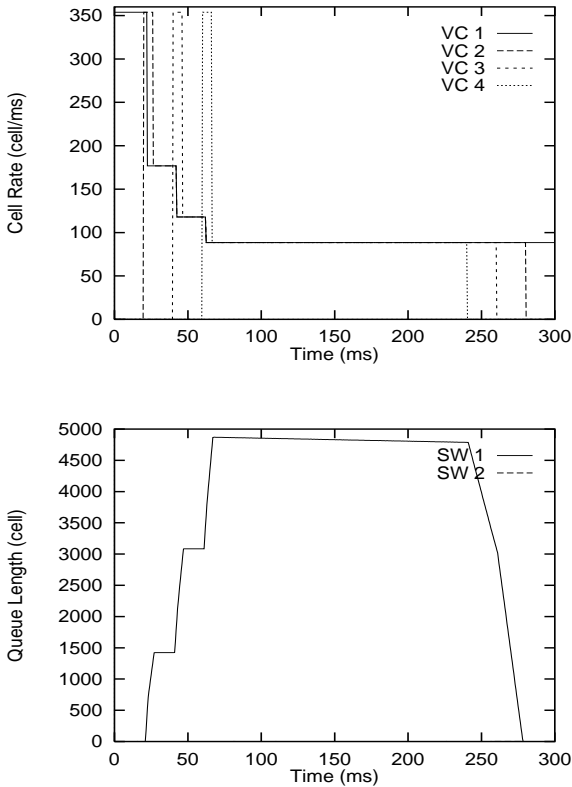 350
300
250
200
150
100
50
0
Cell Rate (cell/ms)
VC 1
VC 2
VC 3
VC 4
0 50 100 150 200 250 300
Time (ms)
5000
4500
4000
3500
3000
2500
2000
1500
1000
500
0
Queue Length (cell)
SW 1
SW 2
0 50 100 150 200 250 300
Time (ms)